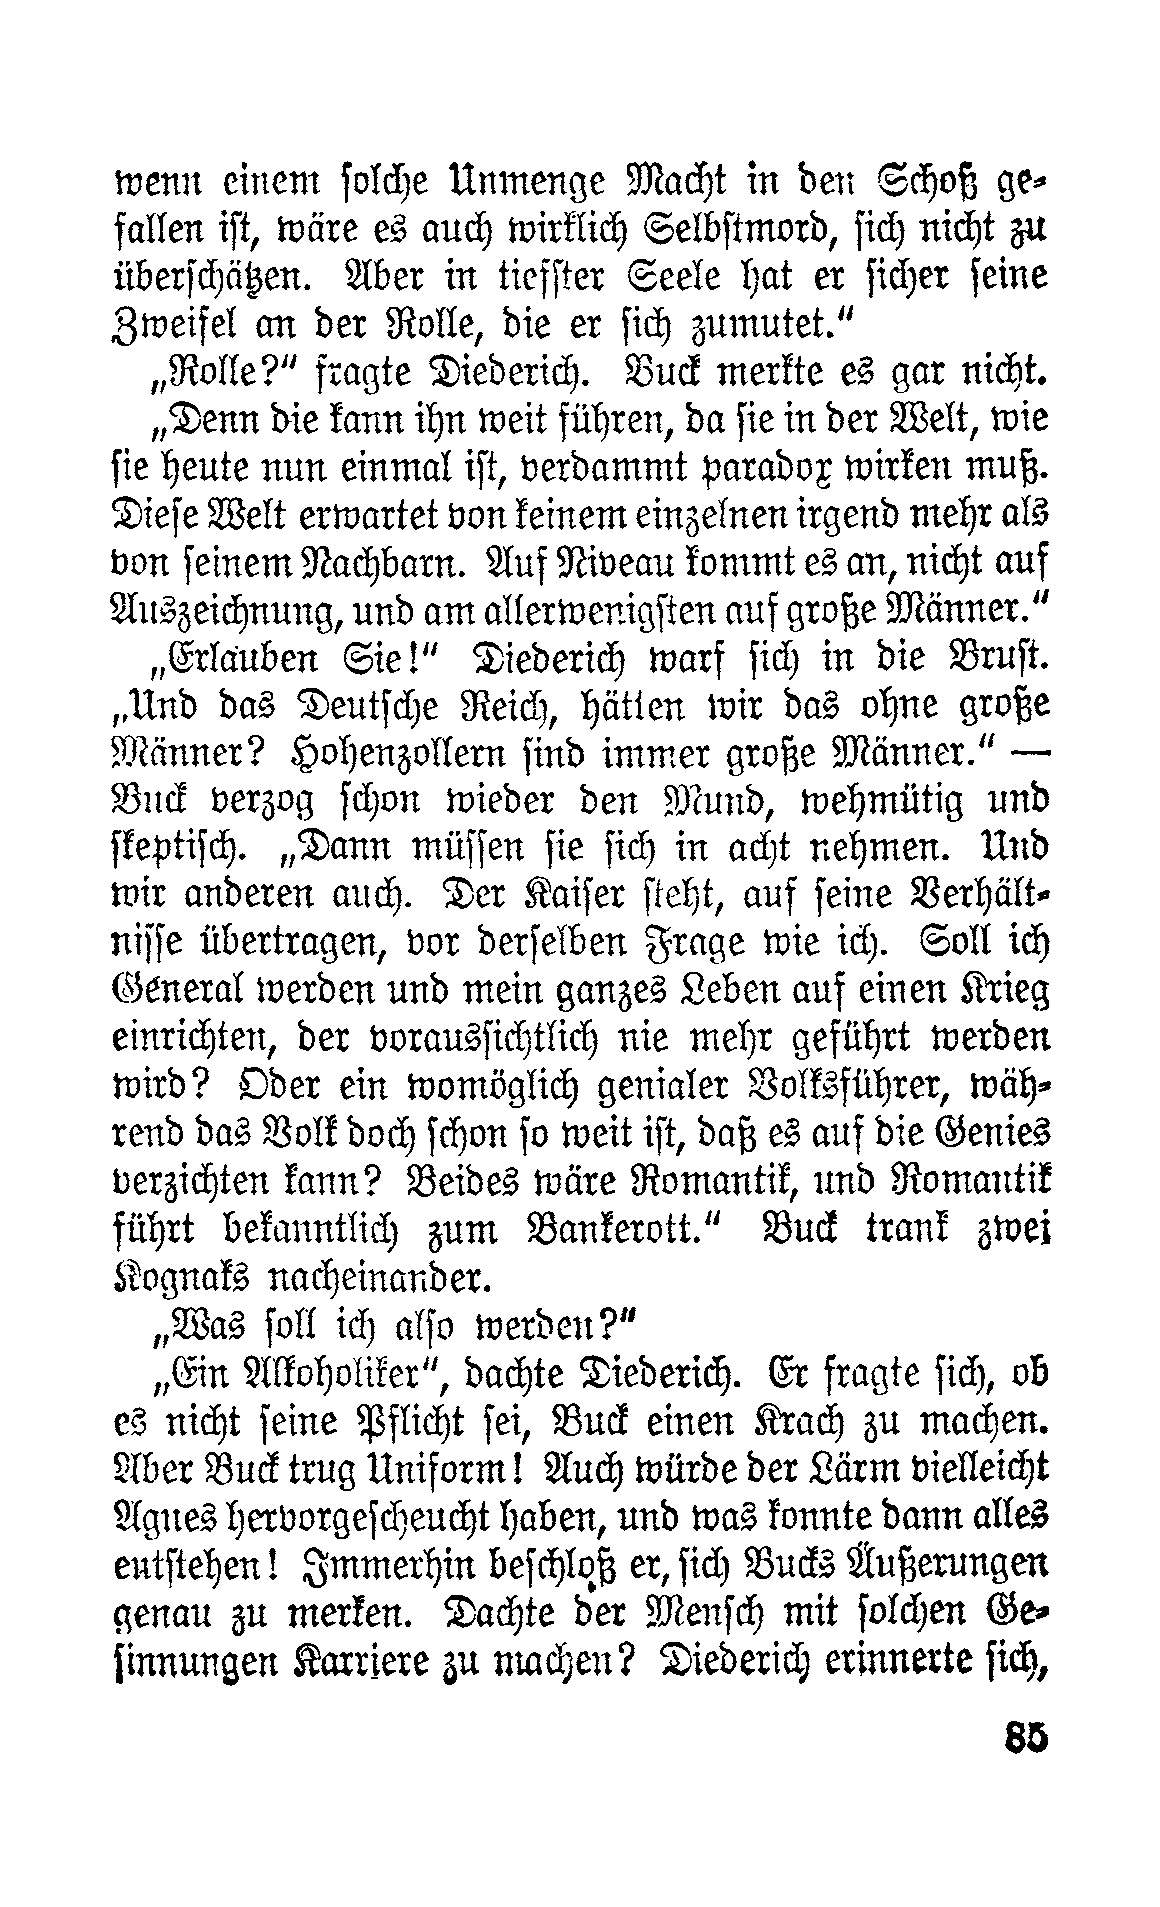 wenn einem solche Unmenge Macht in den Schoß ge-
fallen ist, wäre es auch wirklich Selbstmord, sich nicht zu
überschätzen. Aber in tiefster Seele hat er sicher seine
Zweifel an der Rolle, die er sich zumutet.“
„Rolle?“ fragte Diederich. Buck merkte es gar nicht.
„Denn die kann ihn weit führen, da sie in der Welt, wie
sie heute nun einmal ist, verdammt paradox wirken muß.
Diese Welt erwartet von keinem einzelnen irgend mehr als
von seinem Nachbarn. Auf Niveau kommt es an, nicht auf
Auszeichnung, und am allerwenigsten auf große Männer.“
„Erlauben Sie!“ Diederich warf sich in die Brust.
„Und das Deutsche Reich, hätten wir das ohne große
Männer? Hohenzollern sind immer große Männer.“ —
Buck verzog schon wieder den Mund, wehmütig und
skeptisch. „Dann müssen sie sich in acht nehmen. Und
wir anderen auch. Der Kaiser steht, auf seine Verhält-
nisse übertragen, vor derselben Frage wie ich. Soll ich
General werden und mein ganzes Leben auf einen Krieg
einrichten, der voraussichtlich nie mehr geführt werden
wird? Oder ein womöglich genialer Volksführer, wäh-
rend das Volk doch schon so weit ist, daß es auf die Genies
verzichten kann? Beides wäre Romantik, und Romantik
führt bekanntlich zum Bankerott.“ Buck trank zwei
Kognaks nacheinander.
„Was soll ich also werden?“
„Ein Alkoholiker“, dachte Diederich. Er fragte sich, ob
es nicht seine Pflicht sei, Buck einen Krach zu machen.
Aber Buck trug Uniform! Auch würde der Lärm vielleicht
Agnes hervorgescheucht haben, und was konnte dann alles
entstehen! Immerhin beschloß er, sich Bucks Äußerungen
genau zu merken. Dachte der Mensch mit solchen Ge-
sinnungen Karriere zu machen? Diederich erinnerte sich,
85